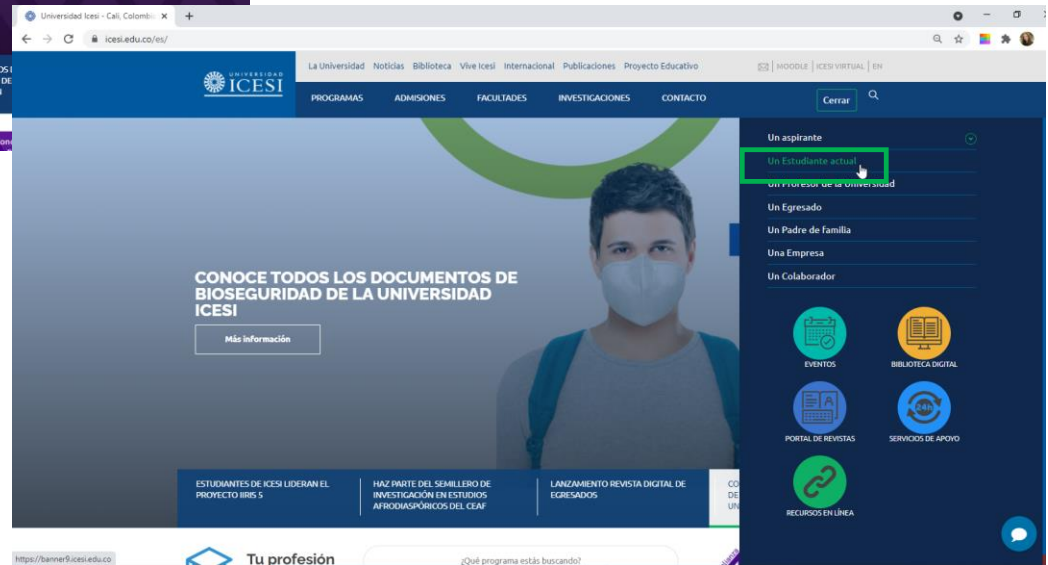 Universidad Icesi - Cali, Colombi
icesi.edu.co/es/
La Universidad Noticias Biblioteca Vive Icesi Internacional Publicaciones Proyecto Educativo
MOODLE | ICESI VIRTUAL | EN
UNIVERSIDAD
ICESI
PROGRAMAS ADMISIONES FACULTADES INVESTIGACIONES CONTACTO
Cerrar
Un aspirante
Un Estudiante actual
Un Profesor de la Universidad
Un Egresado
Un Padre de familia
Una Empresa
Un Colaborador
CONOCE TODOS LOS DOCUMENTOS DE
BIOSEGURIDAD DE LA UNIVERSIDAD
ICESI
Más información
EVENTOS
BIBLIOTECA DIGITAL
24h
PORTAL DE REVISTAS
SERVICIOS DE APOYO
RECURSOS EN LÍNEA
ESTUDIANTES DE ICESI LIDERAN EL
PROYECTO IIRIS 5
HAZ PARTE DEL SEMILLERO DE
INVESTIGACIÓN EN ESTUDIOS
AFRODIASPÓRICOS DEL CEAF
LANZAMIENTO REVISTA DIGITAL DE
EGRESADOS
CO
DE
UN
https://banner9.icesi.edu.co
Tu profesión
¿Qué programa estás buscando?